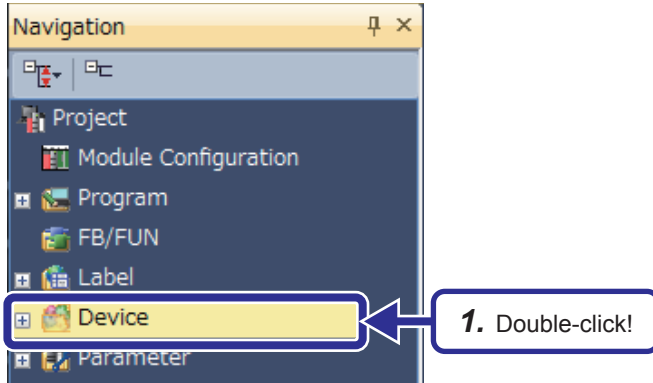 Navigation
Project
Module Configuration
Program
FB/FUN
Label
Device
1. Double-click!
Parameter